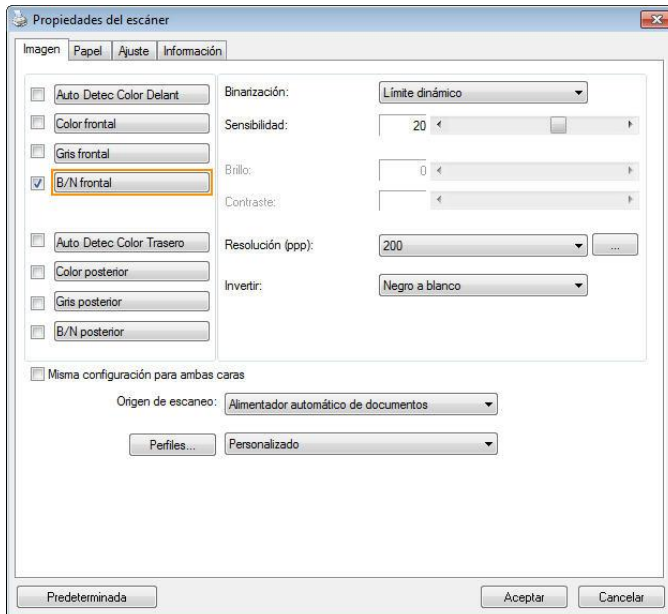 Propiedades del escáner
Imagen Papel Ajuste Información
Auto Detec Color Delant
Color frontal
Gris frontal
B/N frontal
Auto Detec Color Trasero
Color posterior
Gris posterior
B/N posterior
Binarización: Límite dinámico
Sensibilidad: 20
Brillo: 0
Contraste:
Resolución (ppp): 200 ...
Invertir: Negro a blanco
Misma configuración para ambas caras
Origen de escaneo: Alimentador automático de documentos
Perfiles... Personalizado
Predeterminada Aceptar Cancelar